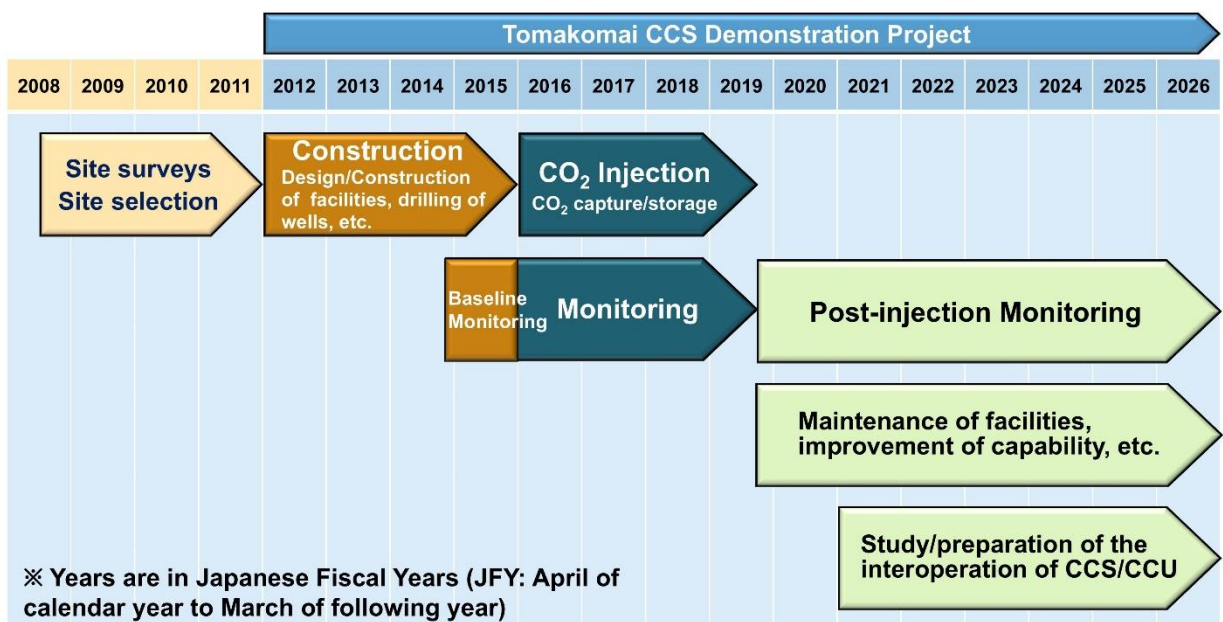 Tomakomai CCS Demonstration Project
2008 2009 2010 2011 2012 2013 2014 2015 2016 2017 2018 2019 2020 2021 2022 2023 2024 2025 2026
Site surveys
Site selection
Construction
Design/Construction
of facilities, drilling of
wells, etc.
CO₂ Injection
CO₂ capture/storage
Baseline
Monitoring
Monitoring
Post-injection Monitoring
Maintenance of facilities,
improvement of capability, etc.
Study/preparation of the
interoperation of CCS/CCU
※ Years are in Japanese Fiscal Years (JFY: April of
calendar year to March of following year)